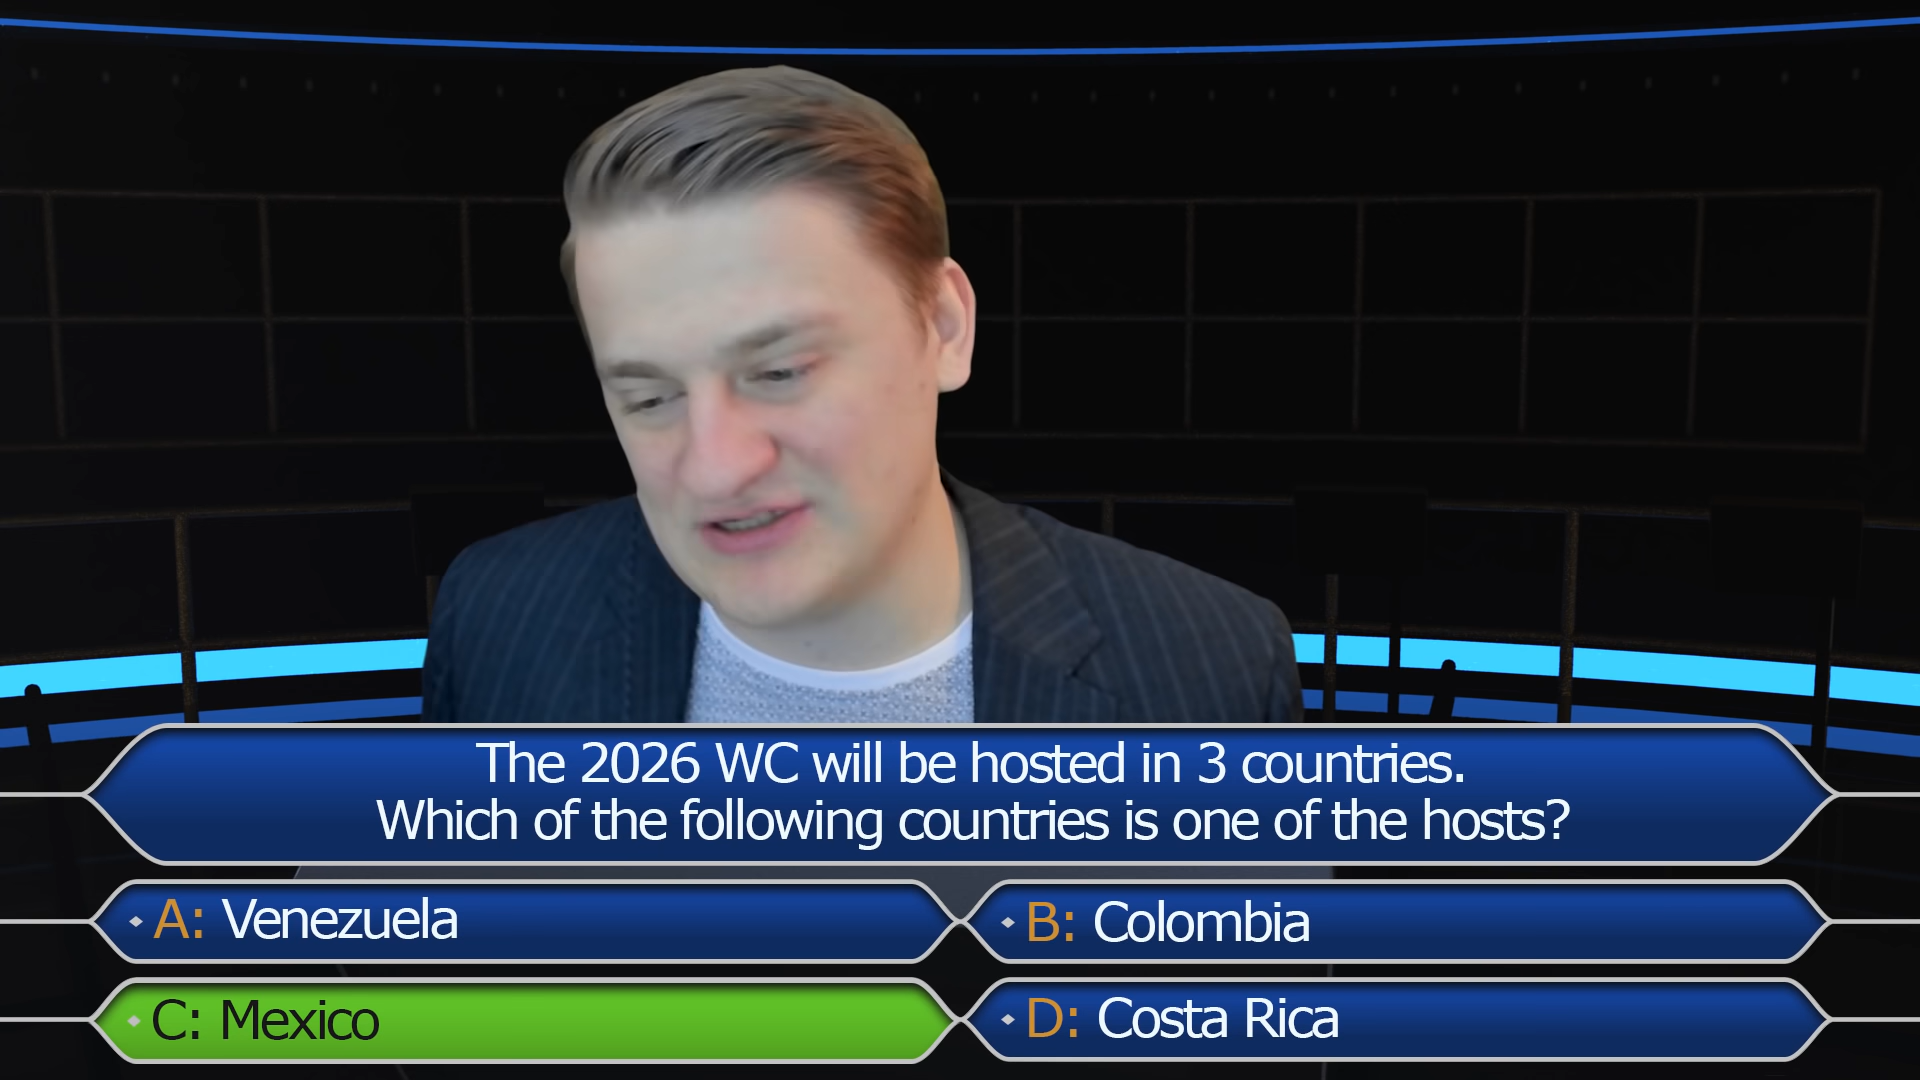 The 2026 WC will be hosted in 3 countries.
Which of the following countries is one of the hosts?
A: Venezuela
B: Colombia
C: Mexico
D: Costa Rica